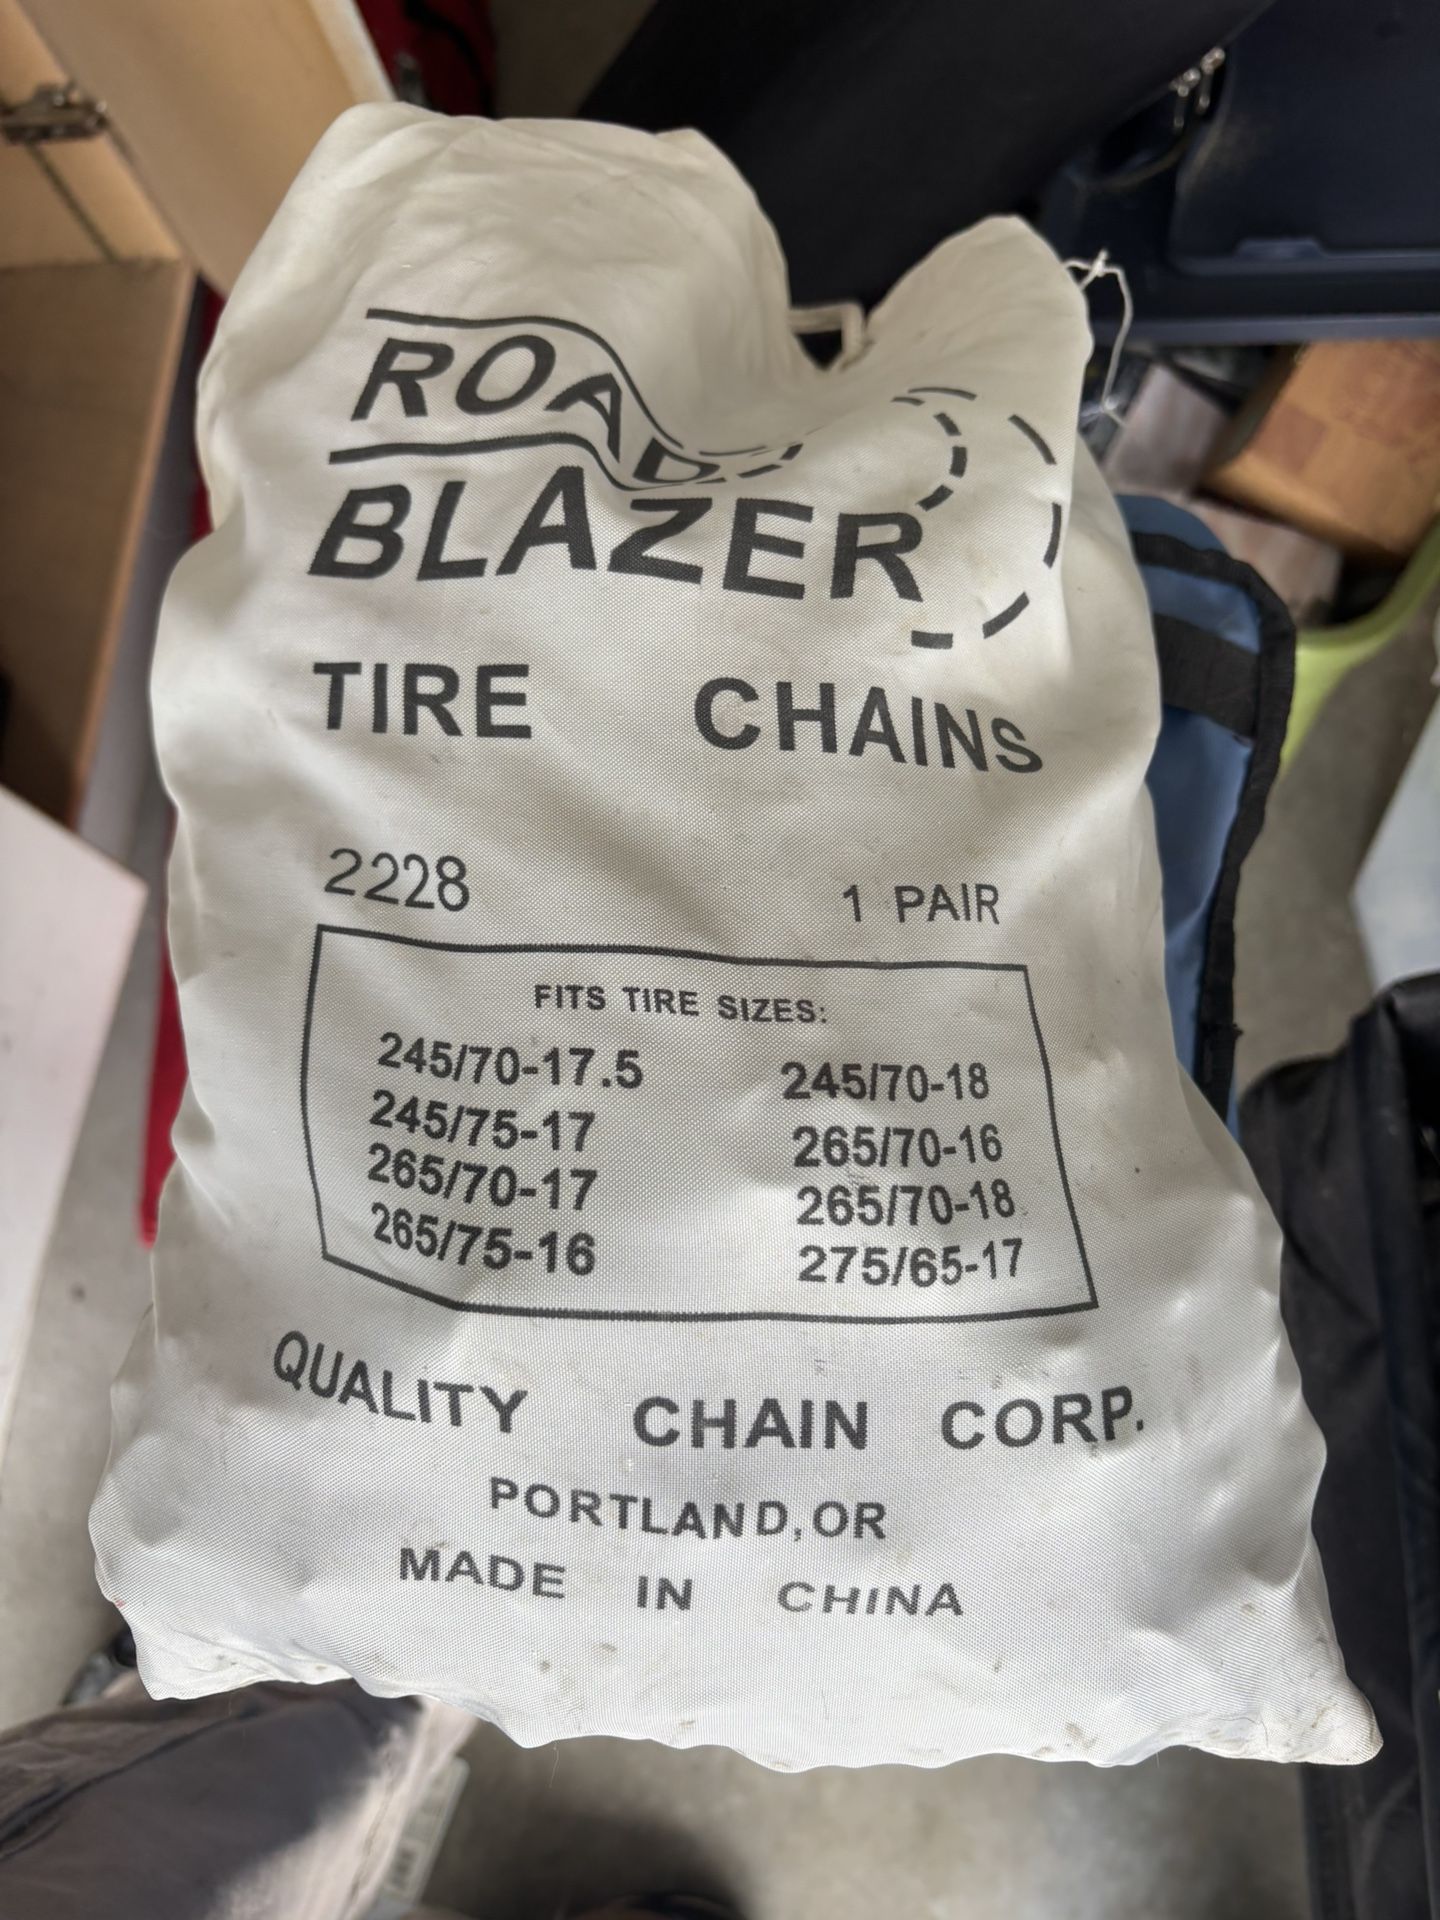 ROAD
BLAZER
TIRE CHAINS
2228 1 PAIR
FITS TIRE SIZES:
245/70-17.5 245/70-18
245/75-17 265/70-16
265/70-17 265/70-18
265/75-16 275/65-17
QUALITY CHAIN CORP.
PORTLAND, OR
MADE IN CHINA